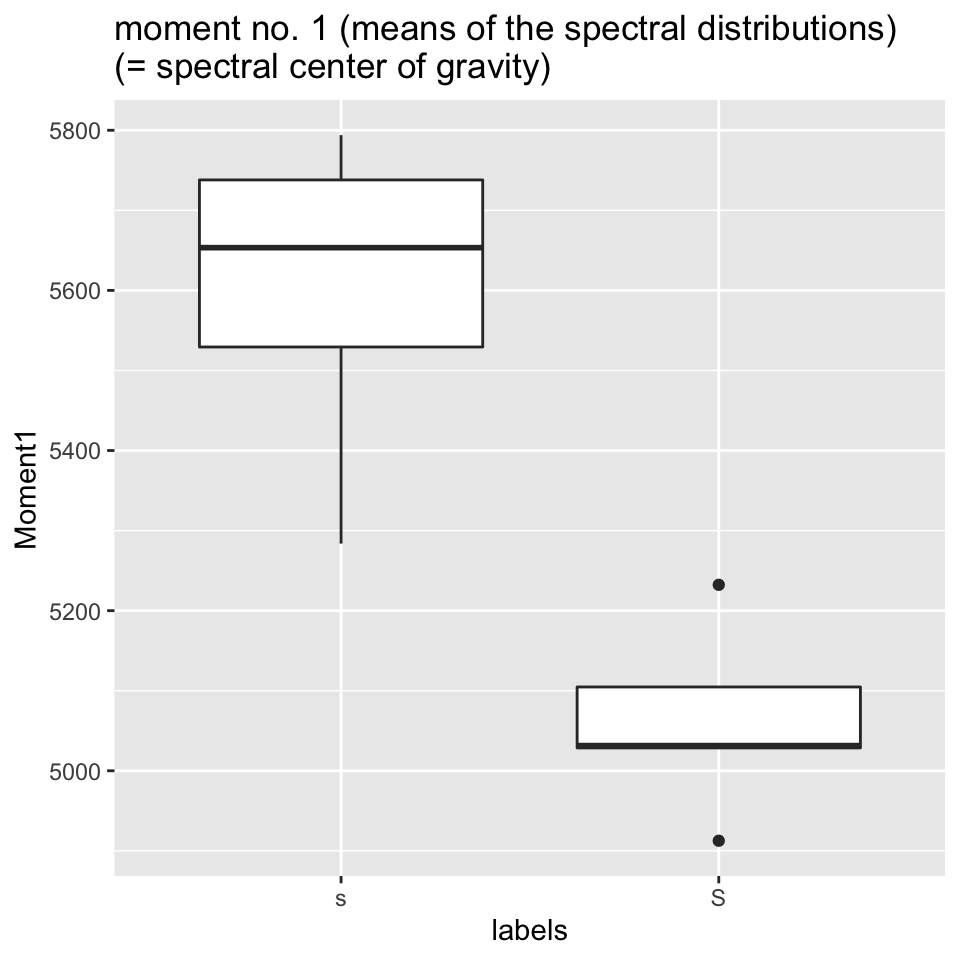 moment no. 1 (means of the spectral distributions)
(= spectral center of gravity)
5800
5600
5400
5200
5000
Moment1
s
S
labels